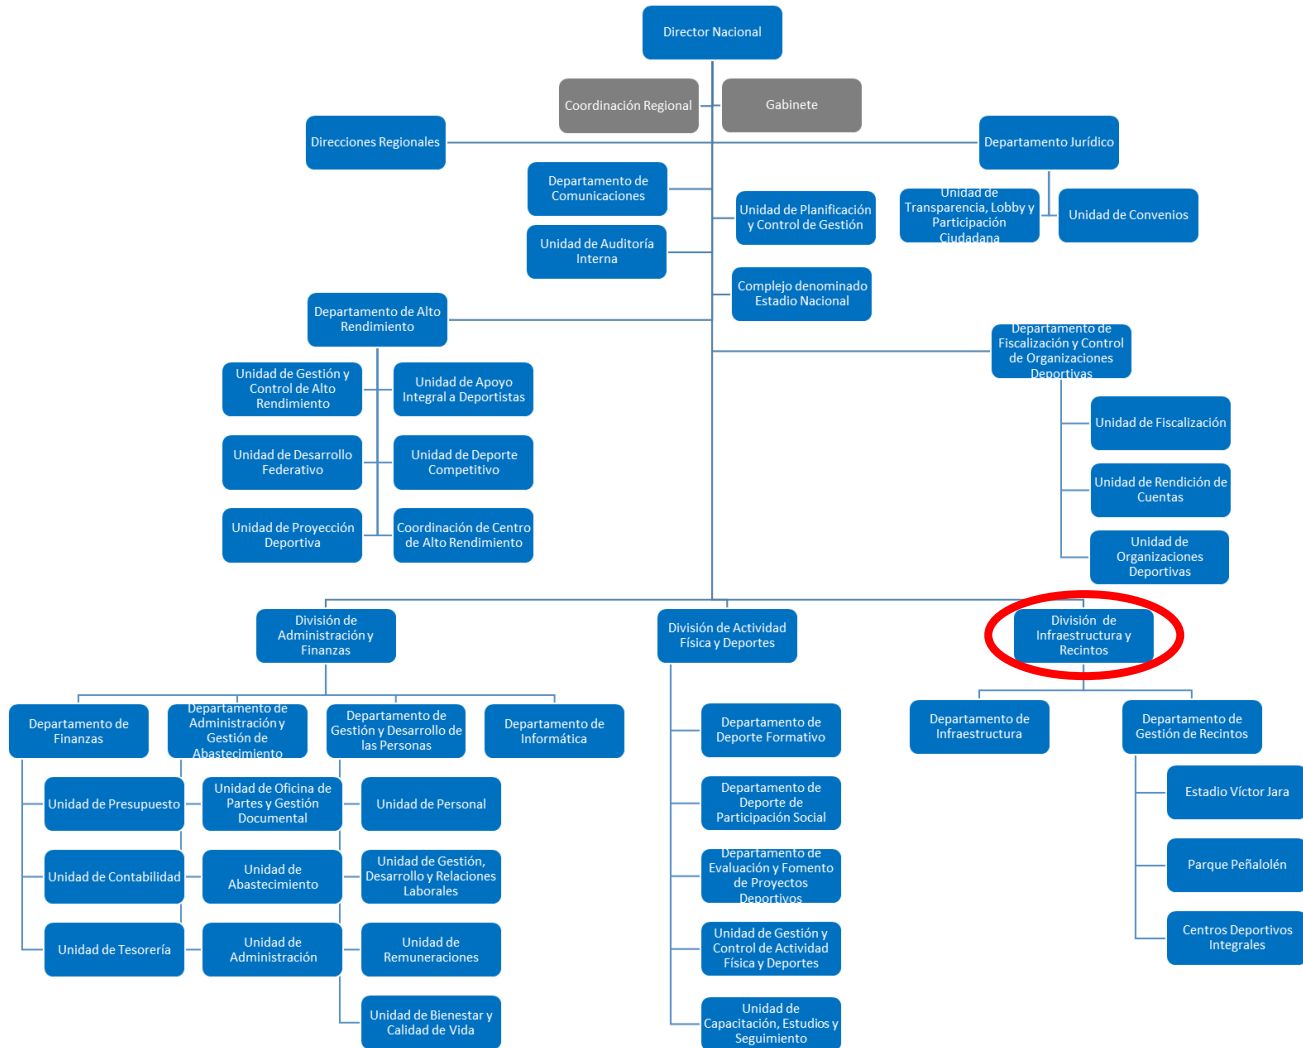 Director Nacional
Coordinación Regional
Gabinete
Direcciones Regionales
Departamento Jurídico
Departamento de
Comunicaciones
Unidad de Planificación
y Control de Gestión
Unidad de
Transparencia, Lobby y
Participación
Ciudadana
Unidad de Convenios
Unidad de Auditoría
Interna
Complejo denominado
Estadio Nacional
Departamento de Alto
Rendimiento
Departamento de
Fiscalización y Control
de Organizaciones
Deportivas
Unidad de Gestión y
Control de Alto
Rendimiento
Unidad de Apoyo
Integral a Deportistas
Unidad de Fiscalización
Unidad de Desarrollo
Federativo
Unidad de Deporte
Competitivo
Unidad de Rendición de
Cuentas
Unidad de Proyección
Deportiva
Coordinación de Centro
de Alto Rendimiento
Unidad de
Organizaciones
Deportivas
División de
Administración y
Finanzas
División de Actividad
Física y Deportes
División de
Infraestructura y
Recintos
Departamento de
Finanzas
Departamento de
Administración y
Gestión de
Abastecimiento
Departamento de
Gestión y Desarrollo de
las Personas
Departamento de
Informática
Departamento de
Deporte Formativo
Departamento de
Infraestructura
Departamento de
Gestión de Recintos
Unidad de Presupuesto
Unidad de Oficina de
Partes y Gestión
Documental
Unidad de Personal
Departamento de
Deporte de
Participación Social
Estadio Víctor Jara
Unidad de Contabilidad
Unidad de
Abastecimiento
Unidad de Gestión,
Desarrollo y Relaciones
Laborales
Departamento de
Evaluación y Fomento
de Proyectos
Deportivos
Parque Peñalolén
Unidad de Tesorería
Unidad de
Administración
Unidad de
Remuneraciones
Unidad de Gestión y
Control de Actividad
Física y Deportes
Centros Deportivos
Integrales
Unidad de Bienestar y
Calidad de Vida
Unidad de
Capacitación, Estudios y
Seguimiento